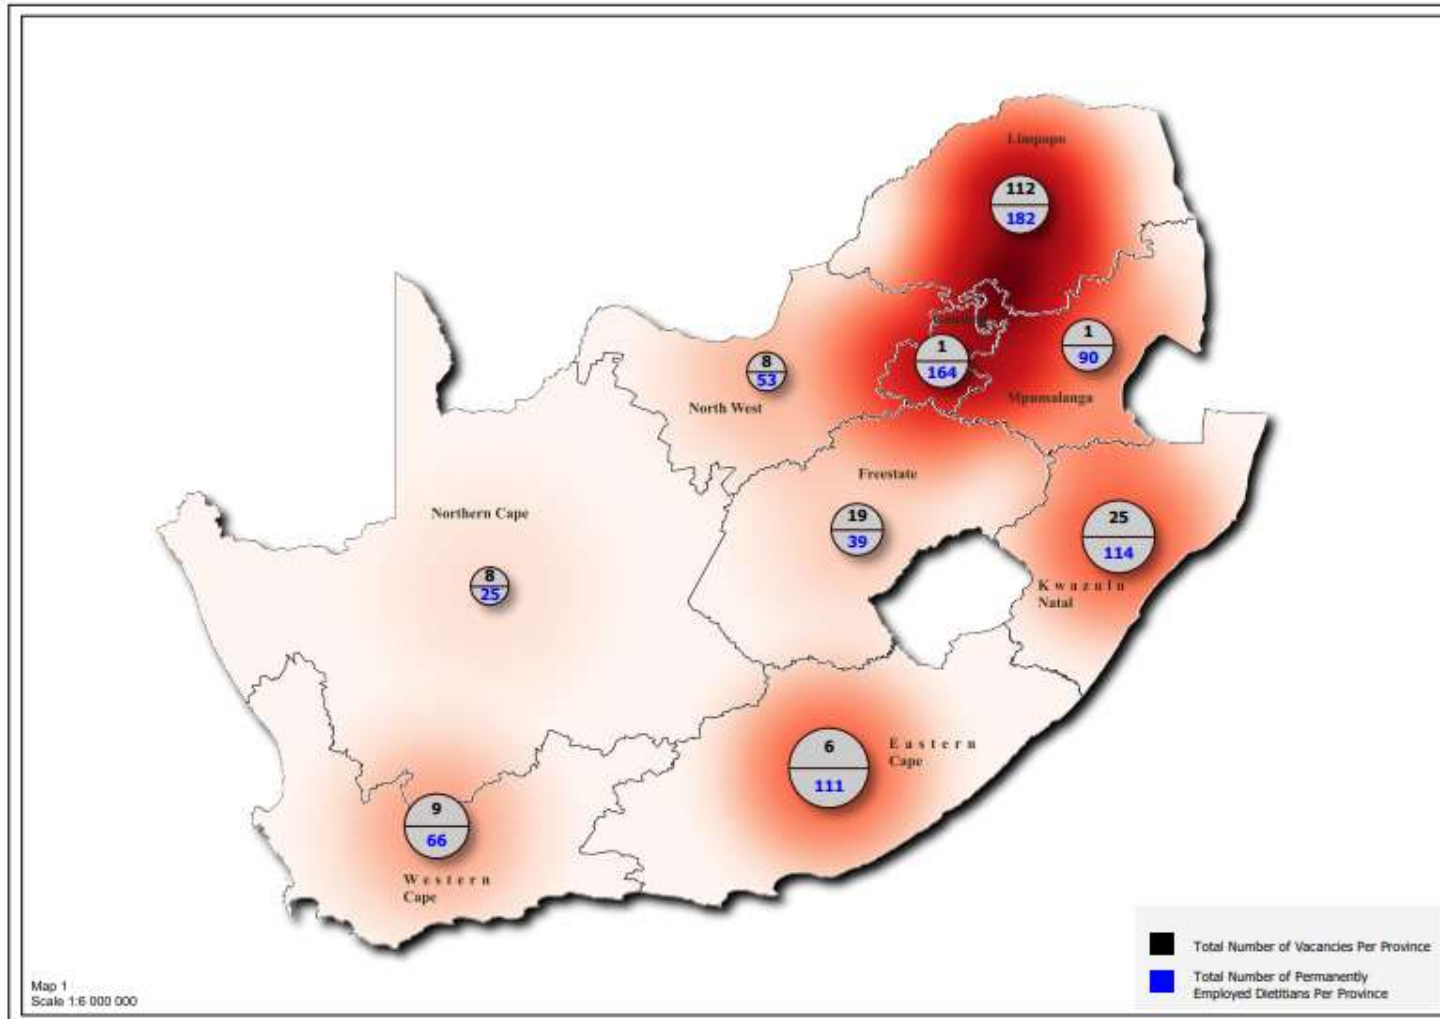 Limpopo
112
182
Gauteng
1
164
1
90
Mpumalanga
8
53
North West
Freestate
19
39
Northern Cape
8
25
25
114
Kwazulu
Natal
6
111
Eastern
Cape
9
66
Western
Cape
Total Number of Vacancies Per Province
Total Number of Permanently
Employed Dietitians Per Province
Map 1
Scale 1:6 000 000